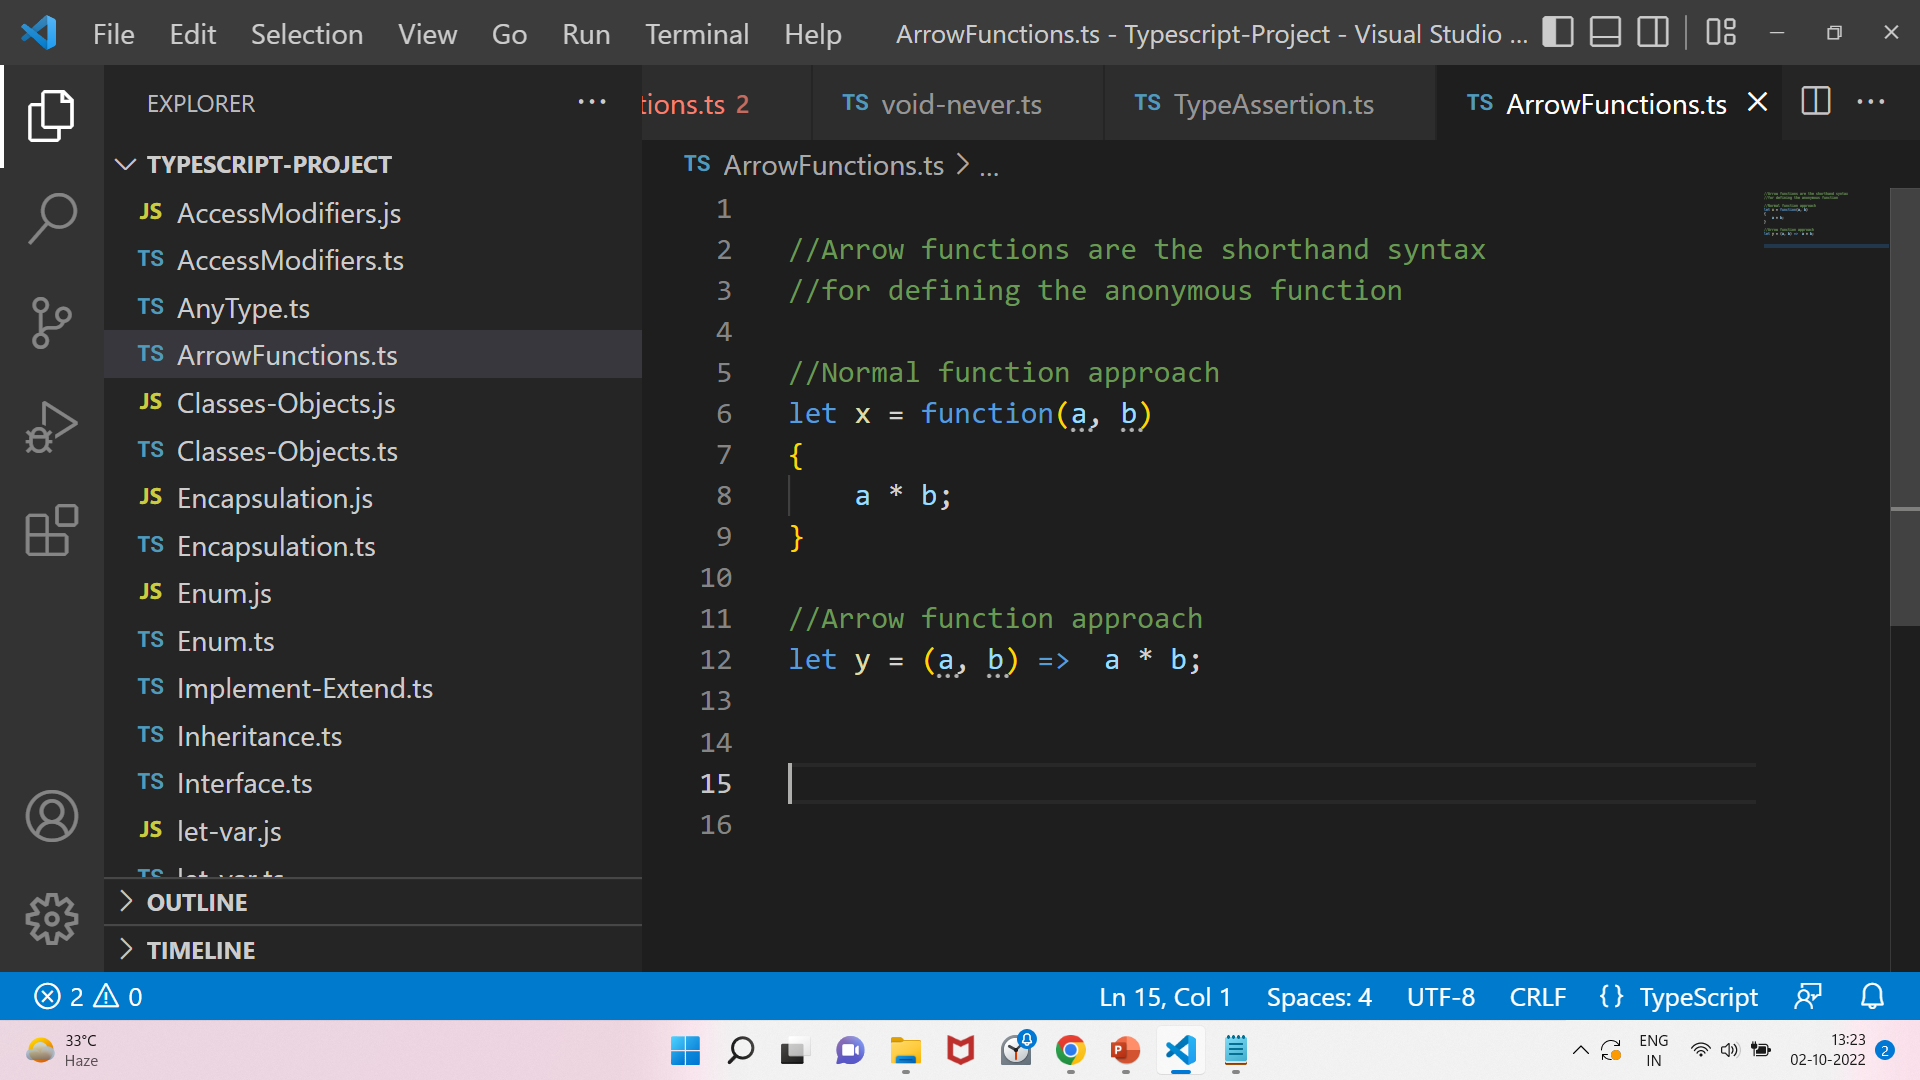 File Edit Selection View Go Run Terminal Help ArrowFunctions.ts - Typescript-Project - Visual Studio ...
EXPLORER ...
tions.ts 2 TS void-never.ts TS TypeAssertion.ts TS ArrowFunctions.ts
TS ArrowFunctions.ts > ...
TYPESCRIPT-PROJECT
JS AccessModifiers.js
TS AccessModifiers.ts
TS AnyType.ts
TS ArrowFunctions.ts
JS Classes-Objects.js
TS Classes-Objects.ts
JS Encapsulation.js
TS Encapsulation.ts
JS Enum.js
TS Enum.ts
TS Implement-Extend.ts
TS Inheritance.ts
TS Interface.ts
JS let-var.js
TS let-var.ts
OUTLINE
TIMELINE
1
2 //Arrow functions are the shorthand syntax
3 //for defining the anonymous function
4
5 //Normal function approach
6 let x = function(a, b)
7 {
8 a * b;
9 }
10
11 //Arrow function approach
12 let y = (a, b) =>  a * b;
13
14
15
16
2 0 Ln 15, Col 1 Spaces: 4 UTF-8 CRLF {} TypeScript
33°C
Haze
ENG
IN
13:23
02-10-2022 2